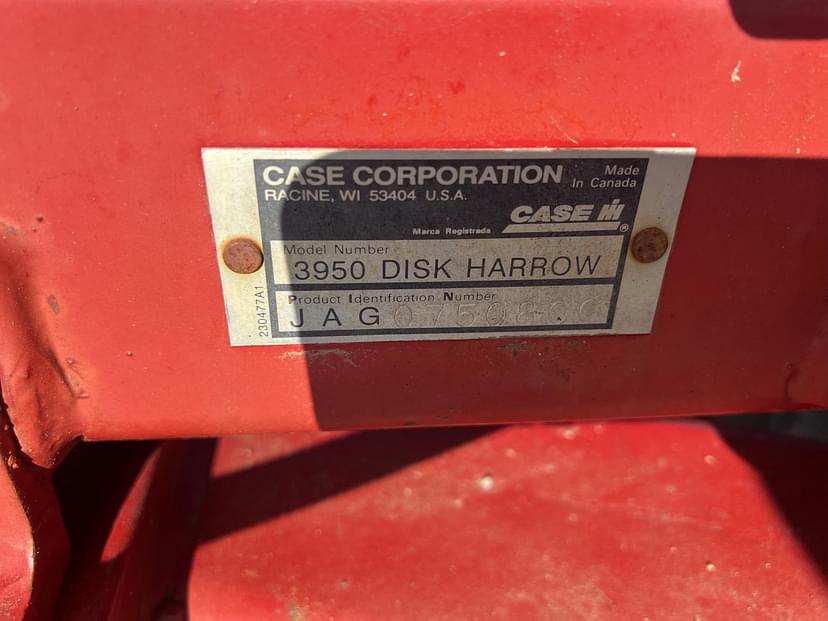 CASE CORPORATION
RACINE, WI 53404 U.S.A.
Made
In Canada
CASE IH ®
Marca Registrada
Model Number
3950 DISK HARROW
Product Identification Number
JAG
230477A1